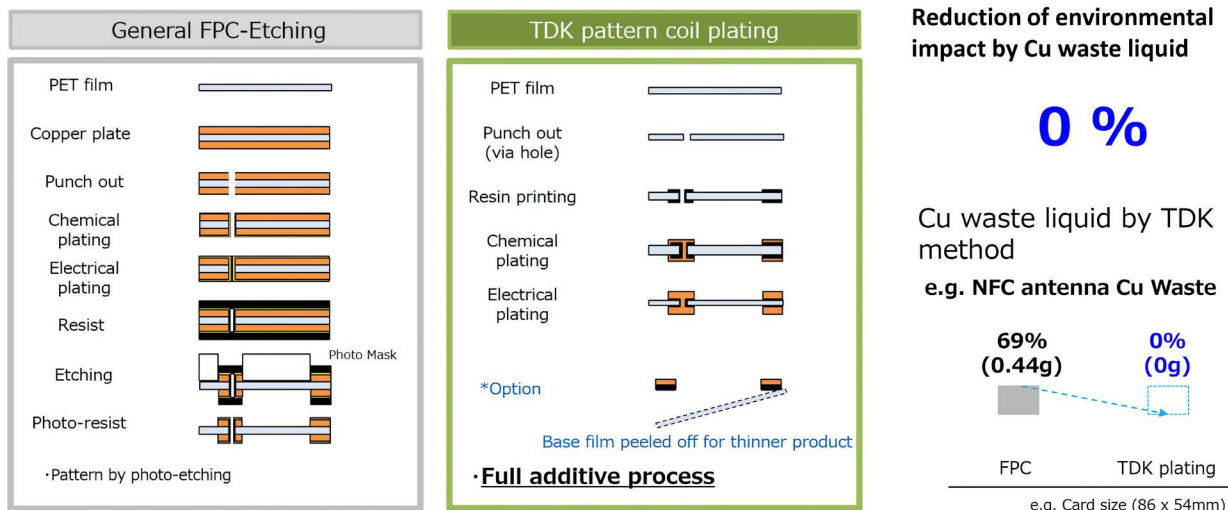 General FPC-Etching
PET film
Copper plate
Punch out
Chemical
plating
Electrical
plating
Resist
Photo Mask
Etching
Photo-resist
・Pattern by photo-etching
TDK pattern coil plating
PET film
Punch out
(via hole)
Resin printing
Chemical
plating
Electrical
plating
*Option
Base film peeled off for thinner product
・Full additive process
Reduction of environmental
impact by Cu waste liquid
0 %
Cu waste liquid by TDK
method
e.g. NFC antenna Cu Waste
69%
(0.44g)
0%
(0g)
FPC
TDK plating
e.g. Card size (86 x 54mm)